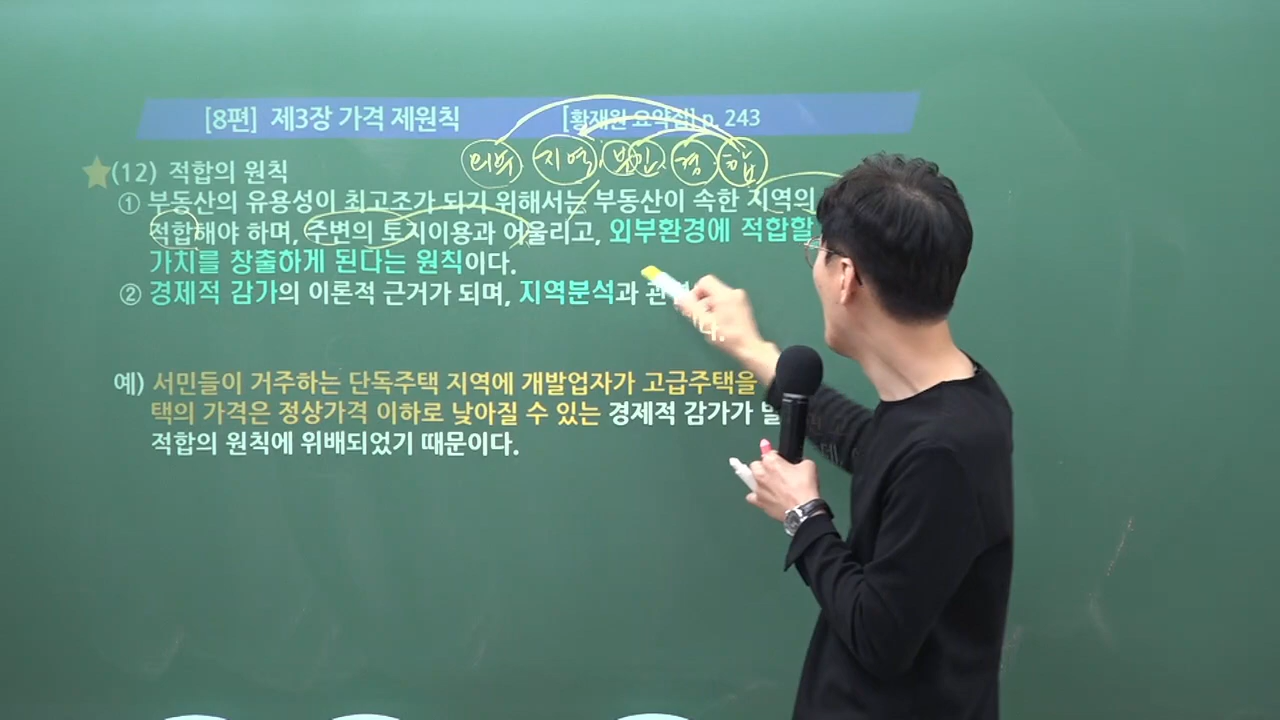 [8편] 제3장 가격 제원칙 [황재원 요약집] p. 243
외부 지역 경 합
(12) 적합의 원칙
① 부동산의 유용성이 최고조가 되기 위해서는 부동산이 속한 지역의
적합해야 하며, 주변의 토지이용과 어울리고, 외부환경에 적합할
가치를 창출하게 된다는 원칙이다.
② 경제적 감가의 이론적 근거가 되며, 지역분석과
다.
예) 서민들이 거주하는 단독주택 지역에 개발업자가 고급주택을
택의 가격은 정상가격 이하로 낮아질 수 있는 경제적 감가가
적합의 원칙에 위배되었기 때문이다.